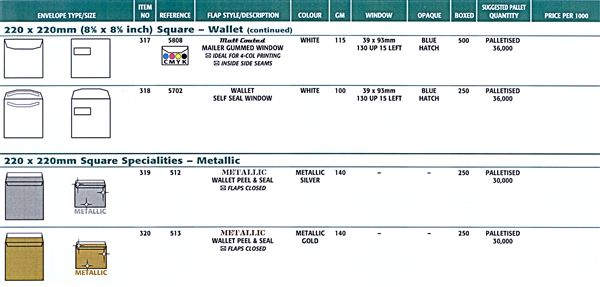 ENVELOPE TYPE/SIZE ITEM NO REFERENCE FLAP STYLE/DESCRIPTION COLOUR GM WINDOW OPAQUE BOXED SUGGESTED PALLET QUANTITY PRICE PER 1000
220 x 220mm (8⅝ x 8⅝ inch) Square – Wallet (continued)
317 5808 Matt Coated WHITE 115 39 x 93mm BLUE 500 PALLETISED
MAILER GUMMED WINDOW 130 UP 15 LEFT HATCH 36,000
☒ IDEAL FOR 4-COL PRINTING
CMYK ☒ INSIDE SIDE SEAMS
318 5702 WALLET WHITE 100 39 x 93mm BLUE 250 PALLETISED
SELF SEAL WINDOW 130 UP 15 LEFT HATCH 36,000
220 x 220mm Square Specialities – Metallic
319 512 METALLIC METALLIC 140 – – 250 PALLETISED
WALLET PEEL & SEAL SILVER 30,000
☒ FLAPS CLOSED
METALLIC
320 513 METALLIC METALLIC 140 – – 250 PALLETISED
WALLET PEEL & SEAL GOLD 30,000
☒ FLAPS CLOSED
METALLIC